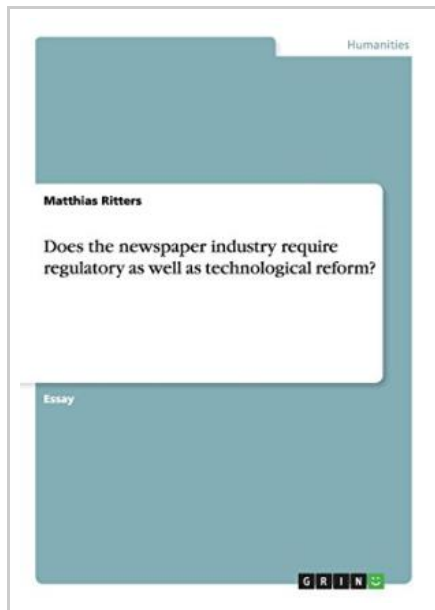 Humanities
Matthias Ritters
Does the newspaper industry require
regulatory as well as technological reform?
Essay
GRIN